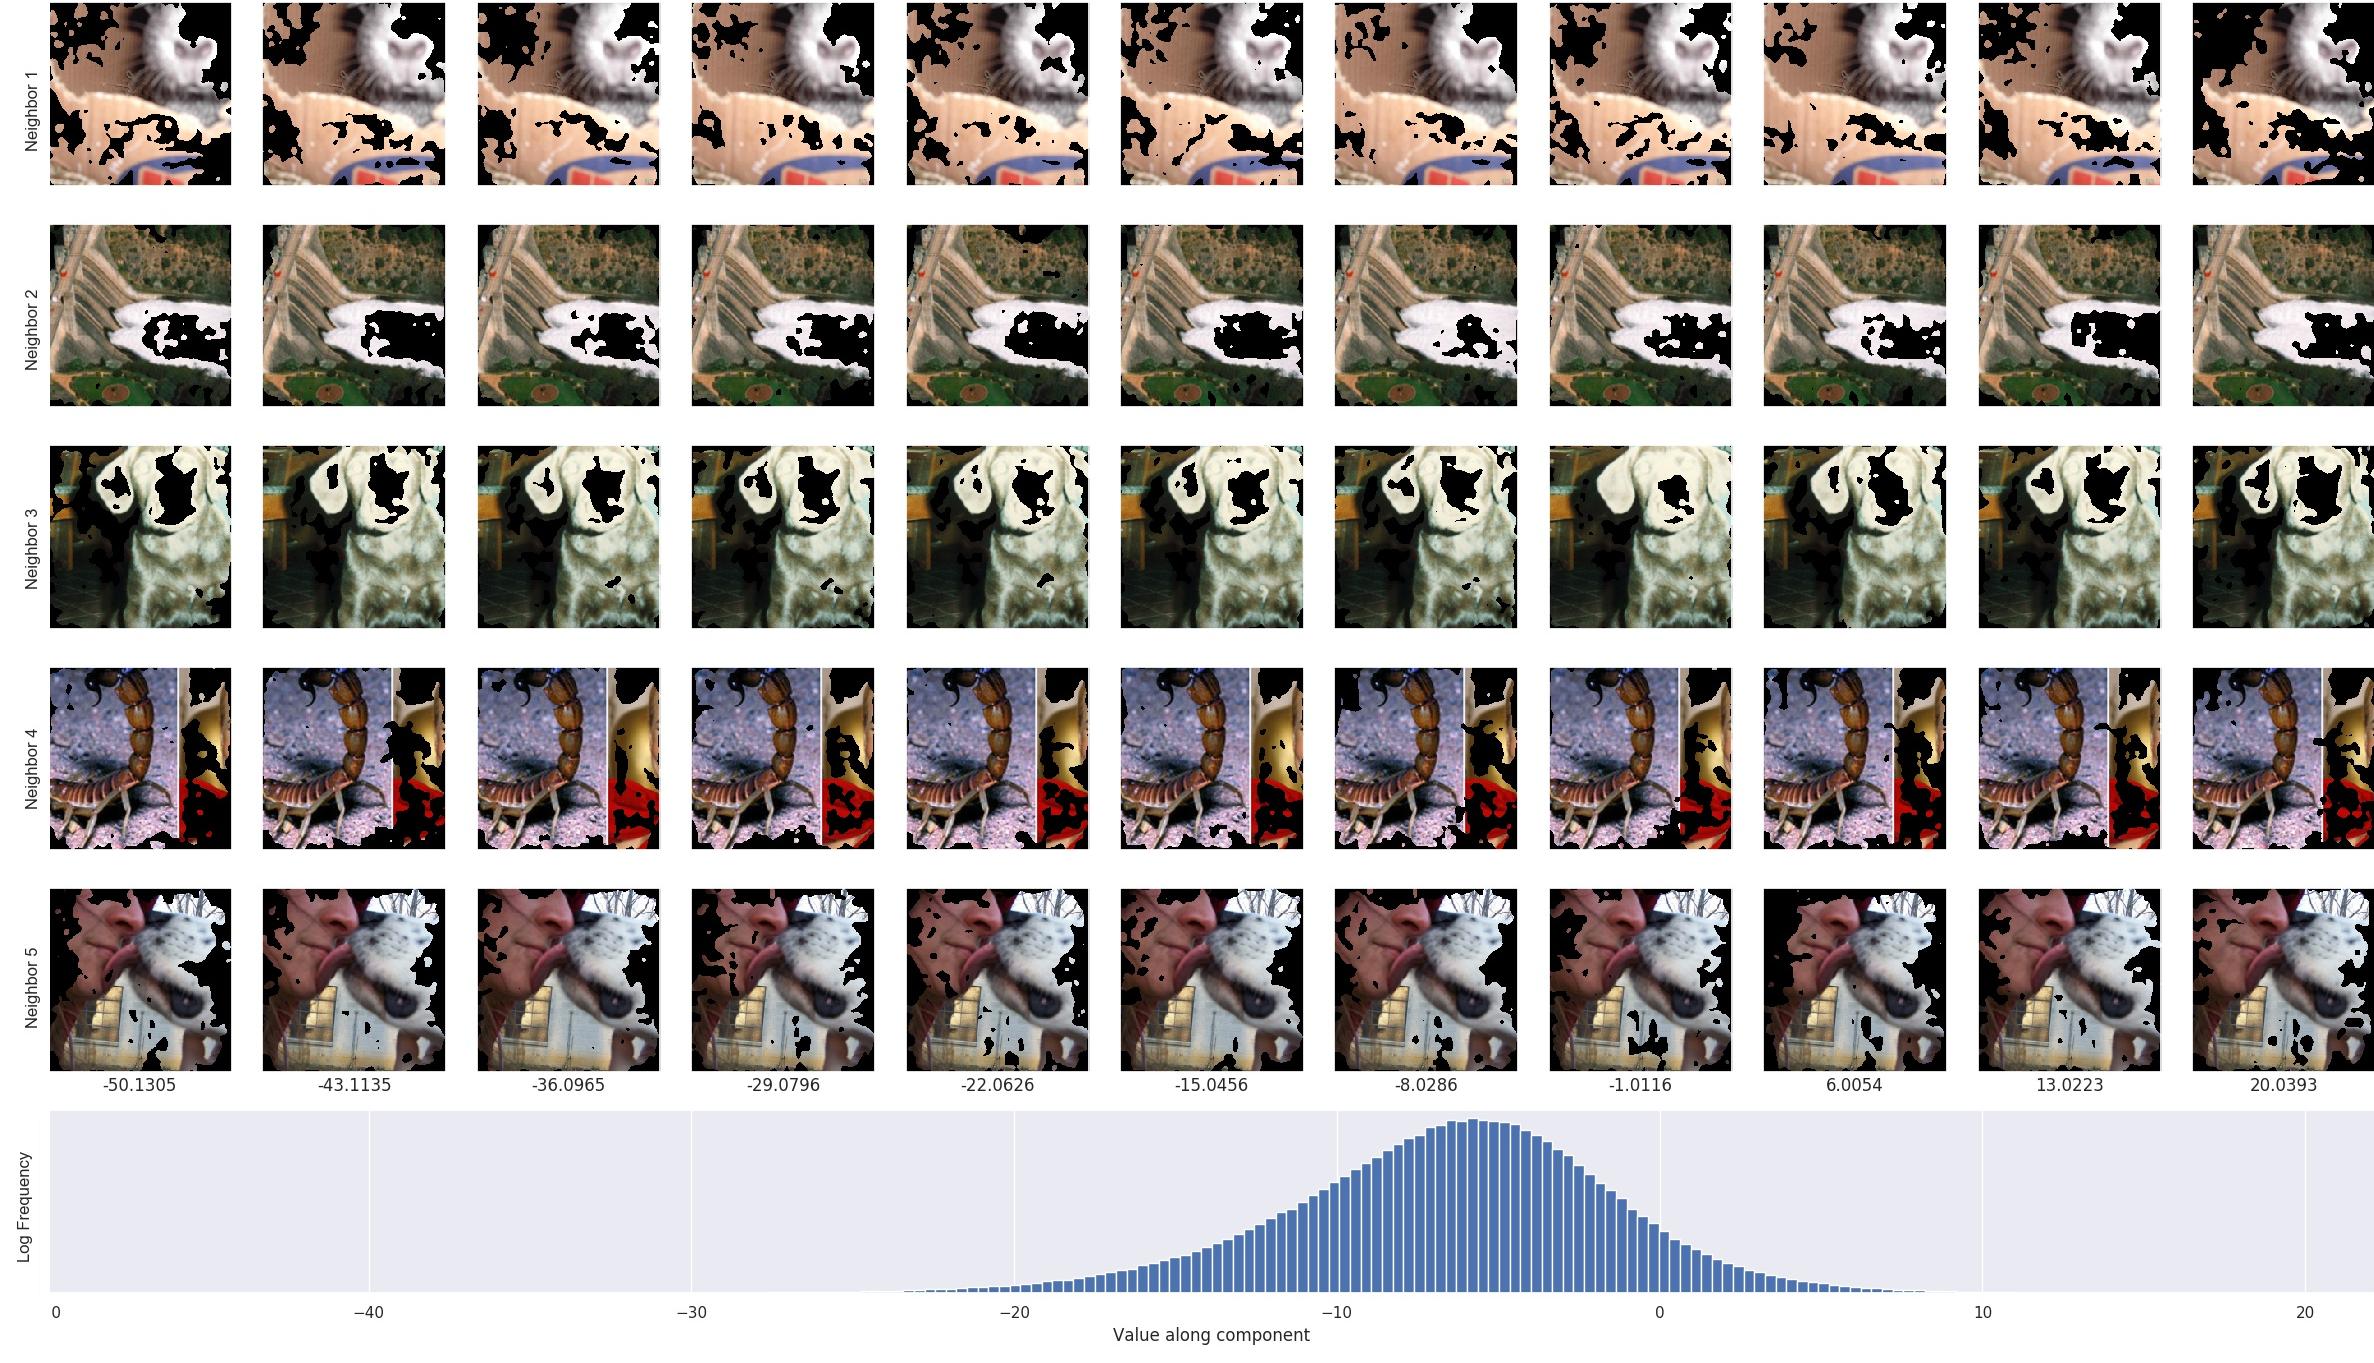 Neighbor 1
Neighbor 2
Neighbor 3
Neighbor 4
Neighbor 5
-50.1305 -43.1135 -36.0965 -29.0796 -22.0626 -15.0456 -8.0286 -1.0116 6.0054 13.0223 20.0393
Log Frequency
0 −40 −30 −20 −10 0 10 20
Value along component